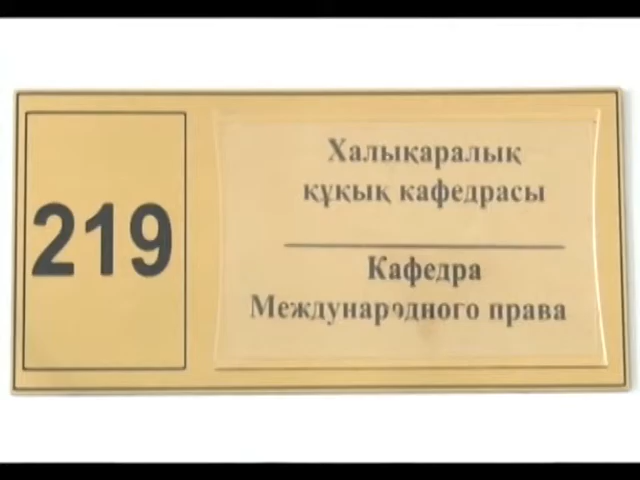 219
Халықаралық
құқық кафедрасы
Кафедра
Международного права